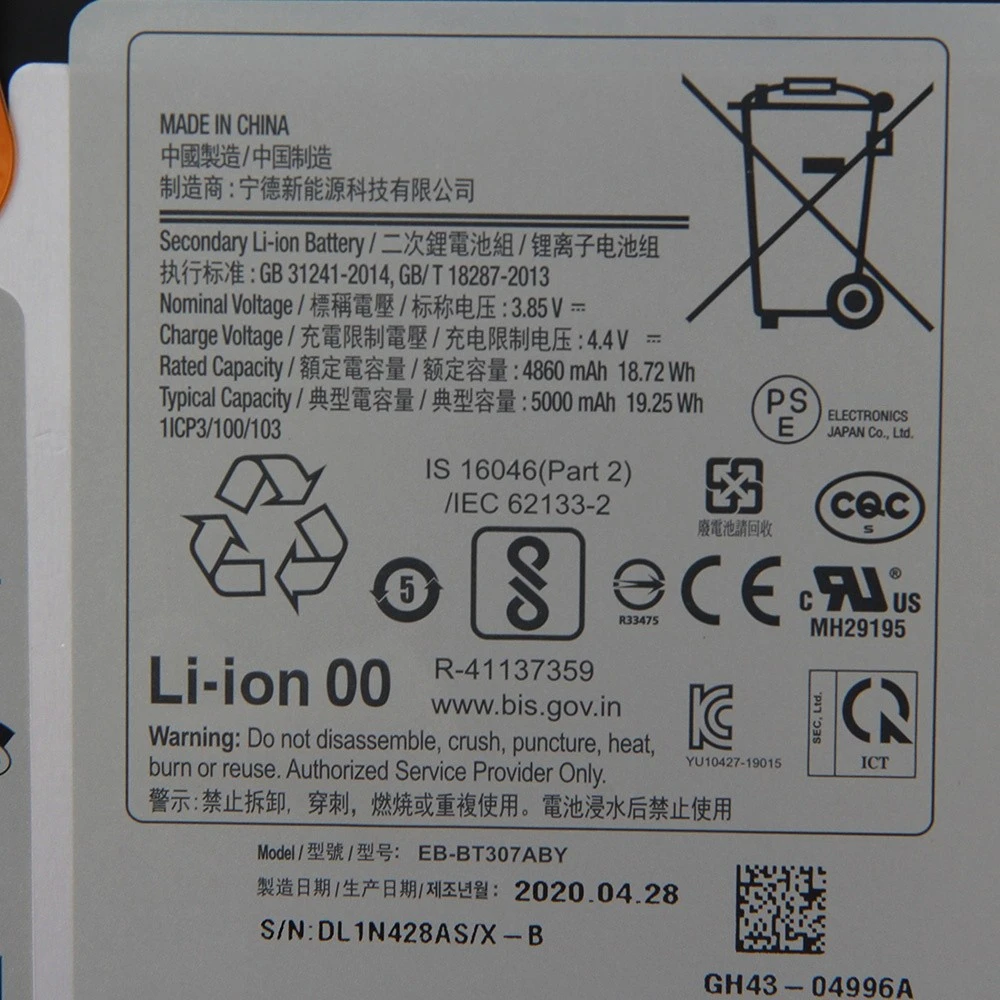 MADE IN CHINA
中國製造/中国制造
制造商:宁德新能源科技有限公司
Secondary Li-ion Battery / 二次鋰電池組 / 锂离子电池组
执行标准:GB 31241-2014, GB/T 18287-2013
Nominal Voltage / 標稱電壓 / 标称电压:3.85 V ⎓
Charge Voltage / 充電限制電壓 / 充电限制电压:4.4 V ⎓
Rated Capacity / 額定電容量 / 额定容量:4860 mAh 18.72 Wh
Typical Capacity / 典型電容量 / 典型容量:5000 mAh 19.25 Wh
1ICP3/100/103
PS
E
ELECTRONICS
JAPAN Co., Ltd.
IS 16046(Part 2)
/IEC 62133-2
廢電池請回收
CQC
S
5
R33475
CE
c RU ® US
MH29195
Li-ion 00
R-41137359
www.bis.gov.in
KC
YU10427-19015
SEC, Ltd.
ICT
Warning: Do not disassemble, crush, puncture, heat,
burn or reuse. Authorized Service Provider Only.
警示:禁止拆卸, 穿刺, 燃燒或重複使用。電池浸水后禁止使用
Model / 型號 / 型号: EB-BT307ABY
製造日期/生产日期/제조년월: 2020.04.28
S/N:DL1N428AS/X-B
GH43-04996A